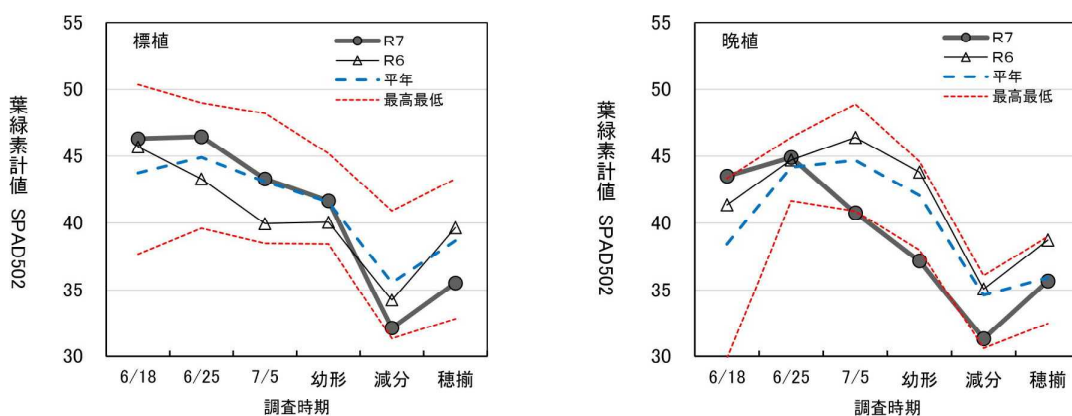 標植
R7
R6
平年
最高最低
55
50
45
40
35
30
葉緑素計値 SPAD502
6/18 6/25 7/5 幼形 減分 穂揃
調査時期
晩植
R7
R6
平年
最高最低
55
50
45
40
35
30
葉緑素計値 SPAD502
6/18 6/25 7/5 幼形 減分 穂揃
調査時期